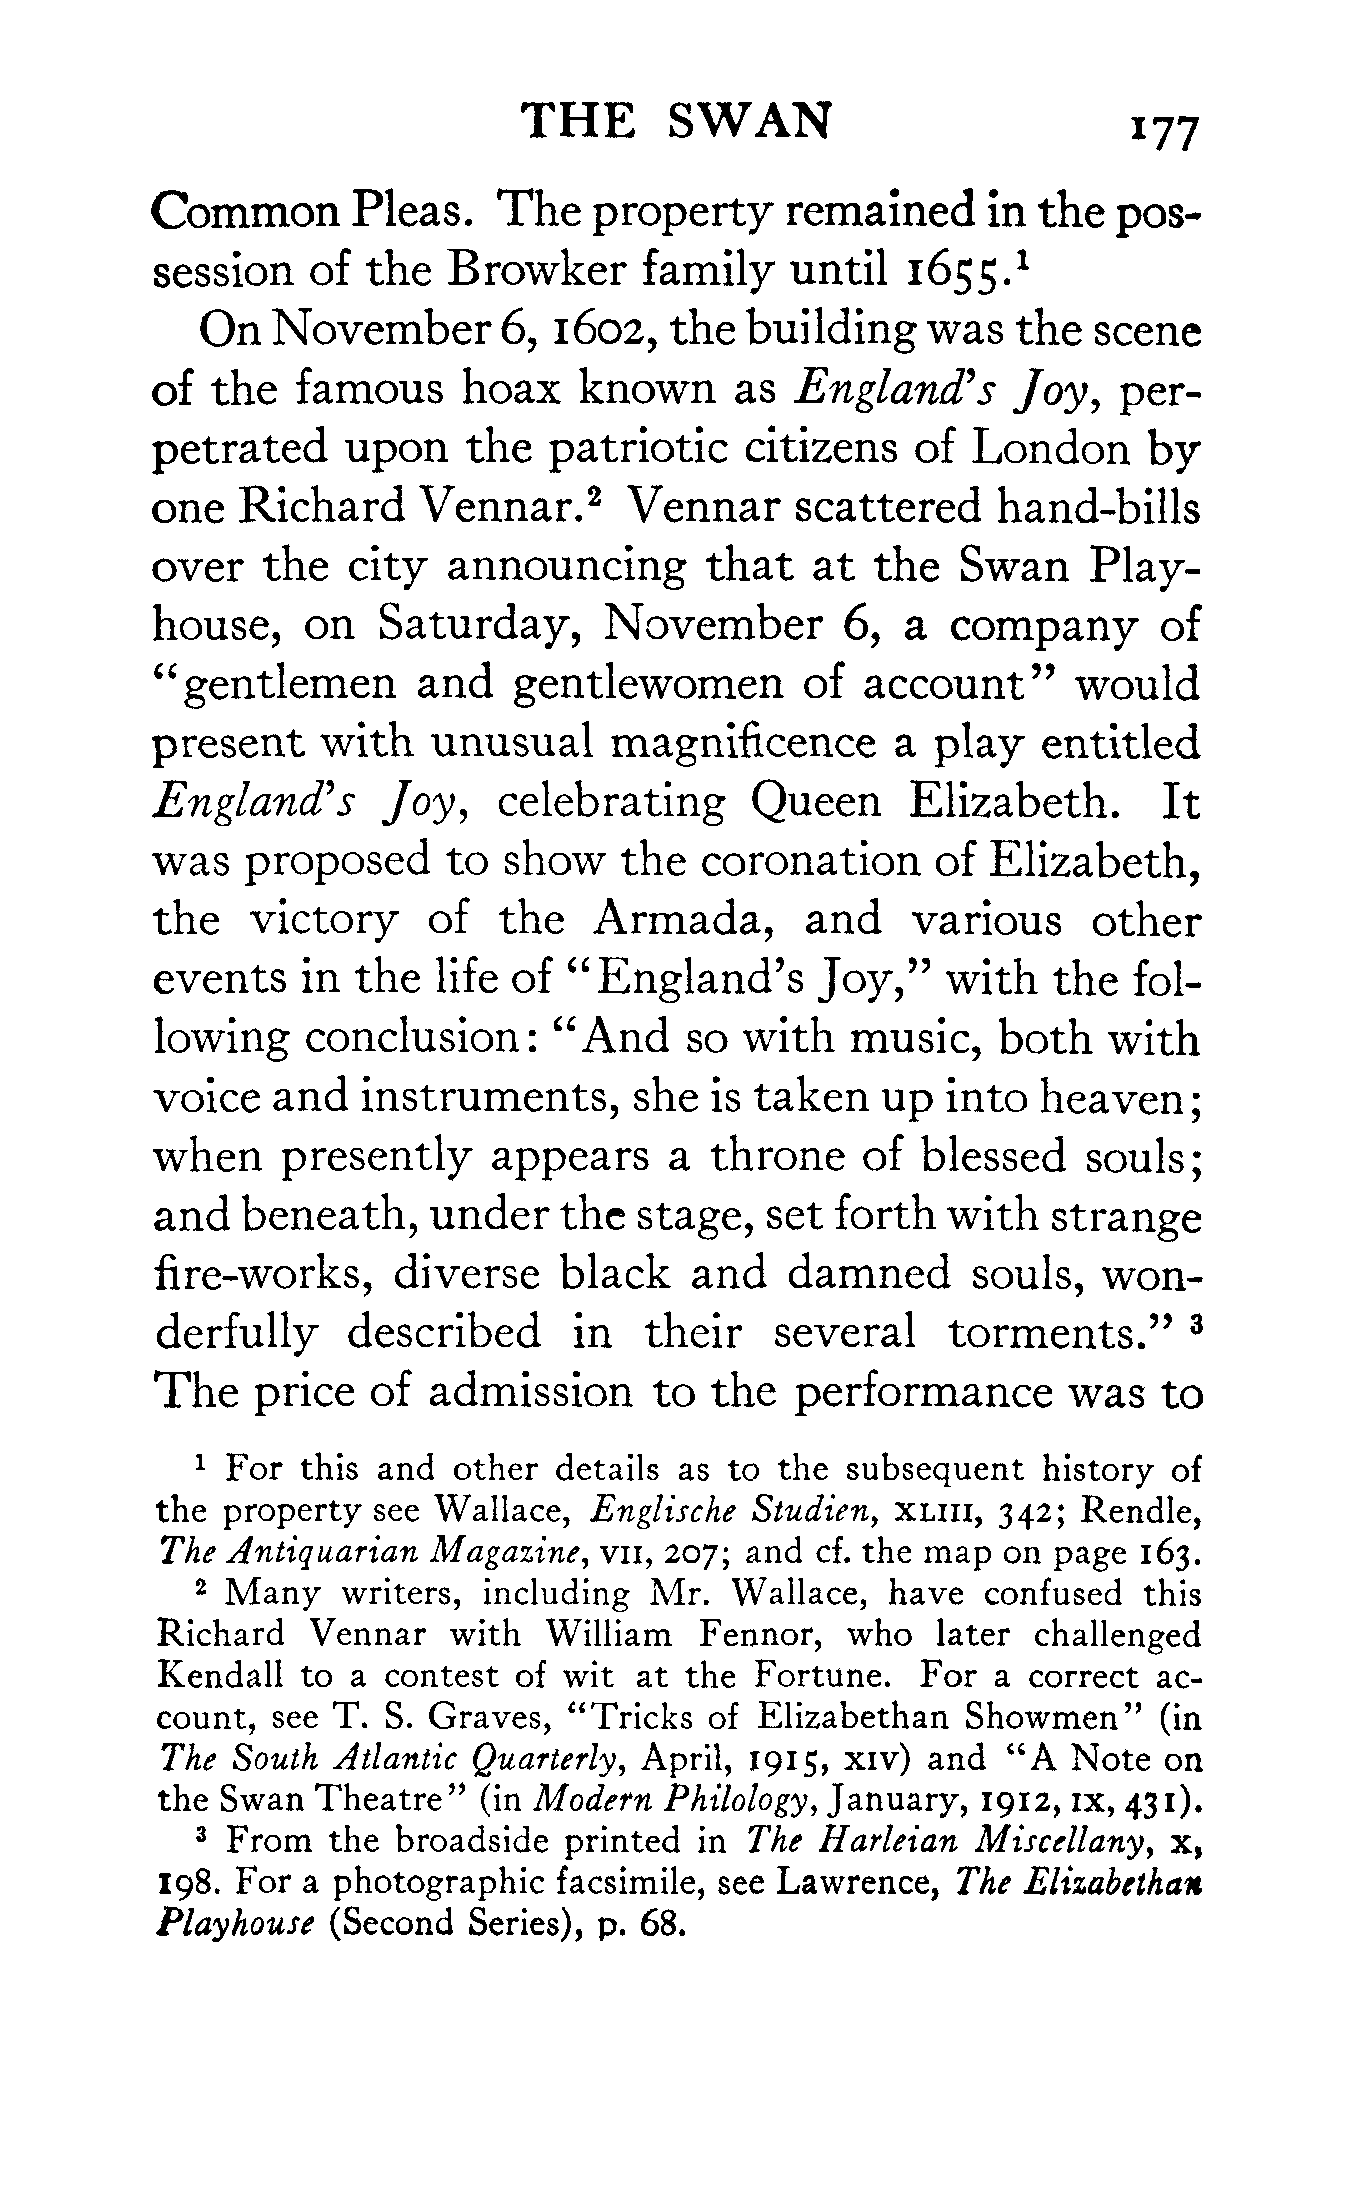 THE SWAN 177
Common Pleas. The property remained in the pos-
session of the Browker family until 1655.¹
On November 6, 1602, the building was the scene
of the famous hoax known as England's Joy, per-
petrated upon the patriotic citizens of London by
one Richard Vennar.² Vennar scattered hand-bills
over the city announcing that at the Swan Play-
house, on Saturday, November 6, a company of
"gentlemen and gentlewomen of account" would
present with unusual magnificence a play entitled
England's Joy, celebrating Queen Elizabeth. It
was proposed to show the coronation of Elizabeth,
the victory of the Armada, and various other
events in the life of "England's Joy," with the fol-
lowing conclusion: "And so with music, both with
voice and instruments, she is taken up into heaven;
when presently appears a throne of blessed souls;
and beneath, under the stage, set forth with strange
fire-works, diverse black and damned souls, won-
derfully described in their several torments." ³
The price of admission to the performance was to
¹ For this and other details as to the subsequent history of
the property see Wallace, Englische Studien, XLIII, 342; Rendle,
The Antiquarian Magazine, VII, 207; and cf. the map on page 163.
² Many writers, including Mr. Wallace, have confused this
Richard Vennar with William Fennor, who later challenged
Kendall to a contest of wit at the Fortune. For a correct ac-
count, see T. S. Graves, "Tricks of Elizabethan Showmen" (in
The South Atlantic Quarterly, April, 1915, XIV) and "A Note on
the Swan Theatre" (in Modern Philology, January, 1912, IX, 431).
³ From the broadside printed in The Harleian Miscellany, X,
198. For a photographic facsimile, see Lawrence, The Elizabethan
Playhouse (Second Series), p. 68.